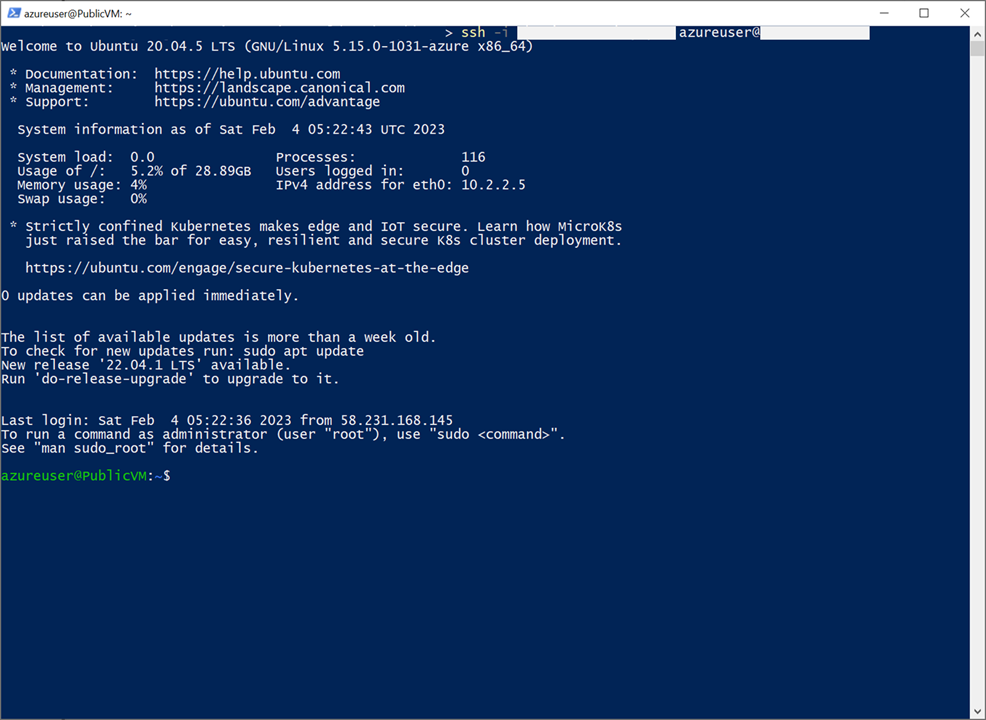 azureuser@PublicVM: ~
> ssh -i azureuser@
Welcome to Ubuntu 20.04.5 LTS (GNU/Linux 5.15.0-1031-azure x86_64)
* Documentation: https://help.ubuntu.com
* Management: https://landscape.canonical.com
* Support: https://ubuntu.com/advantage
System information as of Sat Feb 4 05:22:43 UTC 2023
System load: 0.0 Processes: 116
Usage of /: 5.2% of 28.89GB Users logged in: 0
Memory usage: 4% IPv4 address for eth0: 10.2.2.5
Swap usage: 0%
* Strictly confined Kubernetes makes edge and IoT secure. Learn how MicroK8s
just raised the bar for easy, resilient and secure K8s cluster deployment.
https://ubuntu.com/engage/secure-kubernetes-at-the-edge
0 updates can be applied immediately.
The list of available updates is more than a week old.
To check for new updates run: sudo apt update
New release '22.04.1 LTS' available.
Run 'do-release-upgrade' to upgrade to it.
Last login: Sat Feb 4 05:22:36 2023 from 58.231.168.145
To run a command as administrator (user "root"), use "sudo <command>".
See "man sudo_root" for details.
azureuser@PublicVM:~$